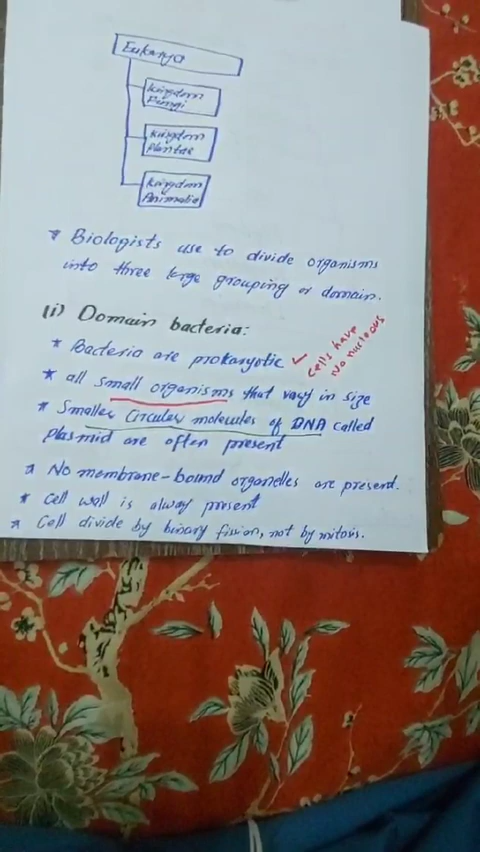 Eukarya
Kingdom
Fungi
Kingdom
plantae
Kingdom
Animalia
* Biologists use to divide organisms
into three large grouping or domain.
(i) Domain bacteria:
* Bacteria are prokaryotic ✓
Cells have
No nucleous
* all small organisms that vary in size
* Smaller Circuler molecules of DNA called
plasmid are often present
* No membrane-bound organelles are present.
* Cell wall is alway present
* Cell divide by binary fission, not by mitosis.